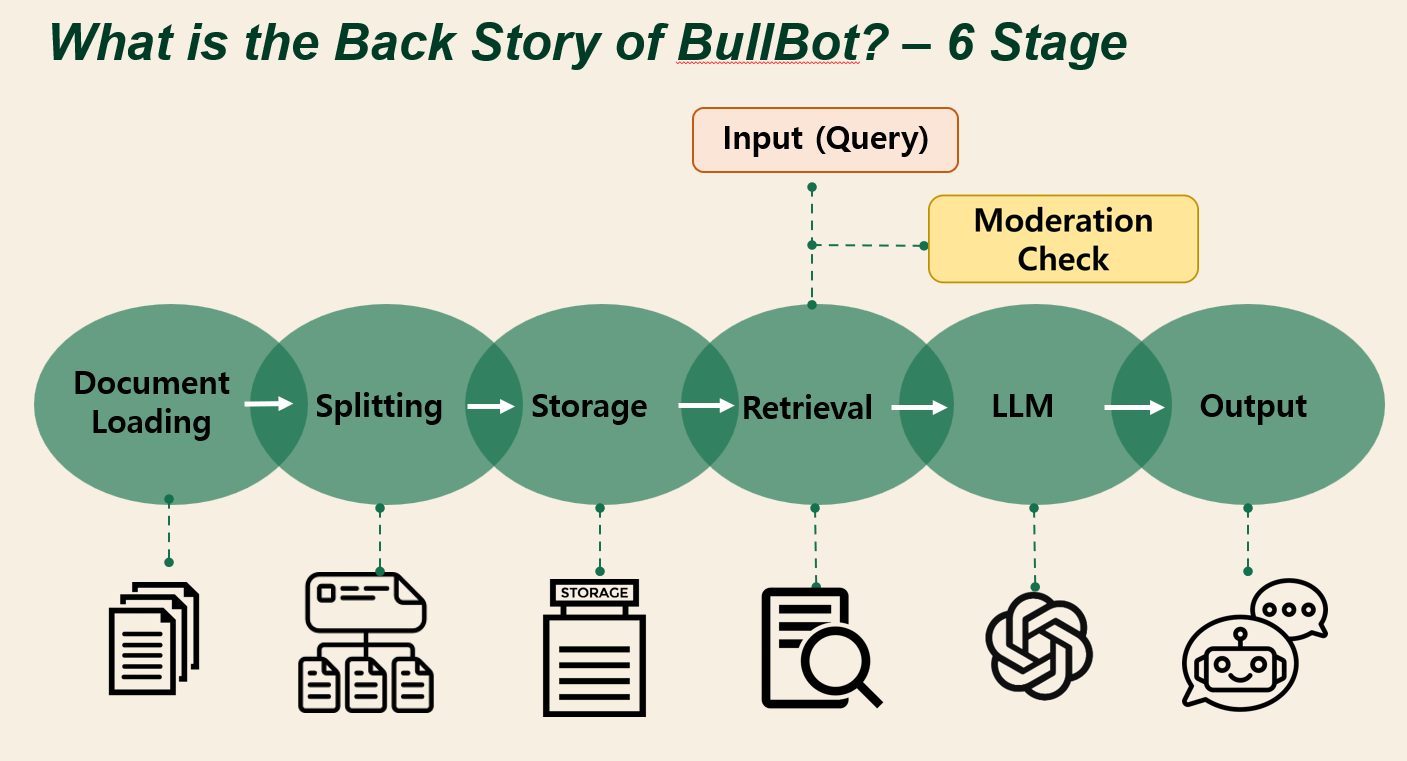 What is the Back Story of BullBot? – 6 Stage
Input (Query)
Moderation
Check
Document
Loading
Splitting
Storage
Retrieval
LLM
Output
STORAGE